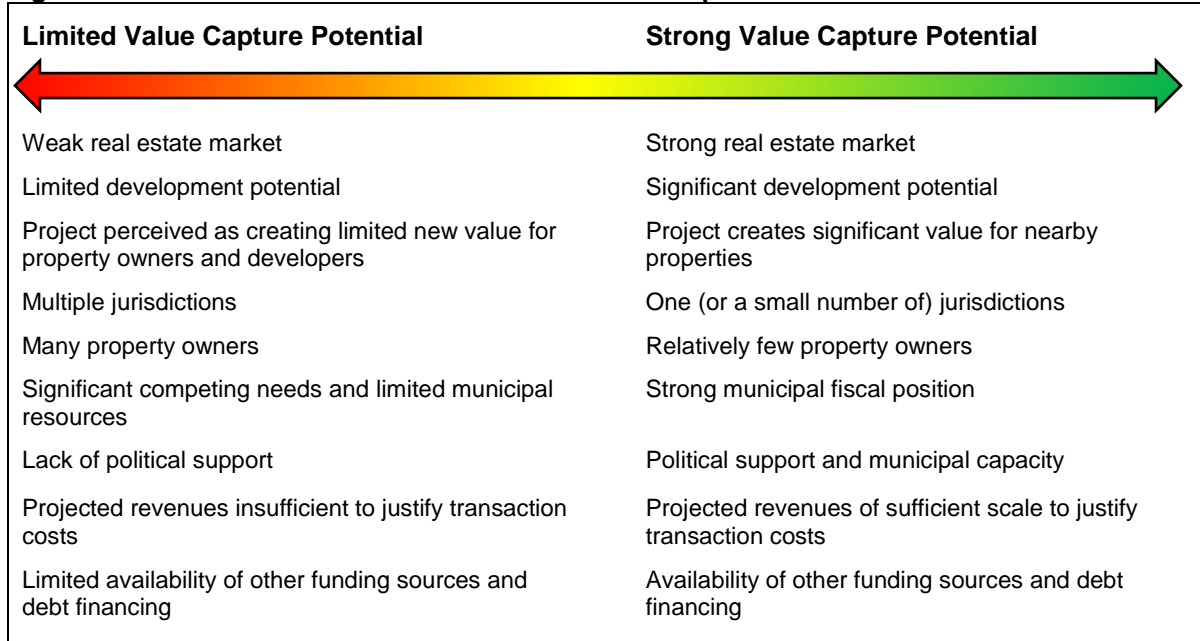 Limited Value Capture Potential Strong Value Capture Potential
Weak real estate market Strong real estate market
Limited development potential Significant development potential
Project perceived as creating limited new value for Project creates significant value for nearby
property owners and developers properties
Multiple jurisdictions One (or a small number of) jurisdictions
Many property owners Relatively few property owners
Significant competing needs and limited municipal Strong municipal fiscal position
resources
Lack of political support Political support and municipal capacity
Projected revenues insufficient to justify transaction Projected revenues of sufficient scale to justify
costs transaction costs
Limited availability of other funding sources and Availability of other funding sources and debt
debt financing financing